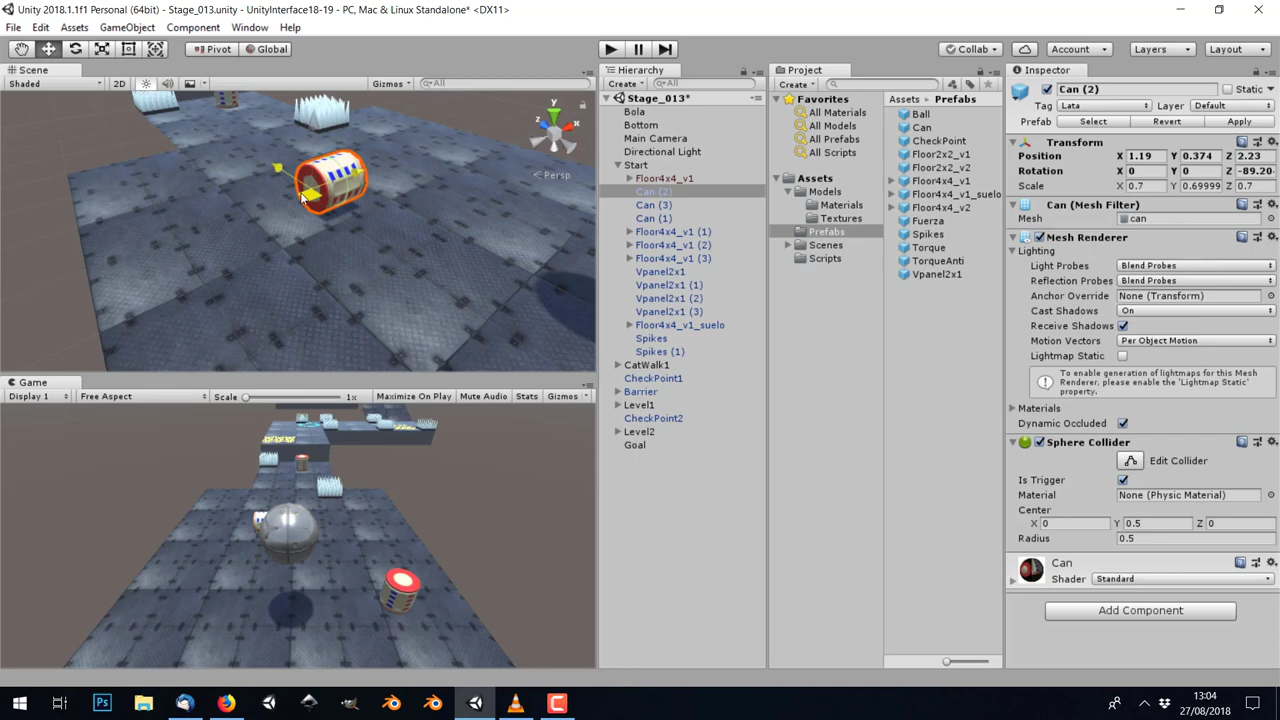 Unity 2018.1.1f1 Personal (64bit) - Stage_013.unity - UnityInterface18-19 - PC, Mac & Linux Standalone* <DX11>
File Edit Assets GameObject Component Window Help
Pivot Global Collab Account Layers Layout
Scene
Shaded 2D Gizmos All
y
x
z
Persp
Game
Display 1 Free Aspect Scale 1x Maximize On Play Mute Audio Stats Gizmos
Hierarchy
Create All
Stage_013*
Bola
Bottom
Main Camera
Directional Light
Start
Floor4x4_v1
Can (2)
Can (3)
Can (1)
Floor4x4_v1 (1)
Floor4x4_v1 (2)
Floor4x4_v1 (3)
Vpanel2x1
Vpanel2x1 (1)
Vpanel2x1 (2)
Vpanel2x1 (3)
Floor4x4_v1_suelo
Spikes
Spikes (1)
CatWalk1
CheckPoint1
Barrier
Level1
CheckPoint2
Level2
Goal
Project
Create
Favorites
All Materials
All Models
All Prefabs
All Scripts
Assets
Models
Materials
Textures
Prefabs
Scenes
Scripts
Assets Prefabs
Ball
Can
CheckPoint
Floor2x2_v1
Floor2x2_v2
Floor4x4_v1
Floor4x4_v1_suelo
Floor4x4_v2
Fuerza
Spikes
Torque
TorqueAnti
Vpanel2x1
Inspector
Can (2) Static
Tag Lata Layer Default
Prefab Select Revert Apply
Transform
Position X 1.19 Y 0.374 Z 2.23
Rotation X 0 Y 0 Z -89.20
Scale X 0.7 Y 0.69999 Z 0.7
Can (Mesh Filter)
Mesh can
Mesh Renderer
Lighting
Light Probes Blend Probes
Reflection Probes Blend Probes
Anchor Override None (Transform)
Cast Shadows On
Receive Shadows
Motion Vectors Per Object Motion
Lightmap Static
To enable generation of lightmaps for this Mesh
Renderer, please enable the 'Lightmap Static'
property.
Materials
Dynamic Occluded
Sphere Collider
Edit Collider
Is Trigger
Material None (Physic Material)
Center
X 0 Y 0.5 Z 0
Radius 0.5
Can
Shader Standard
Add Component
Ps
13:04
27/08/2018